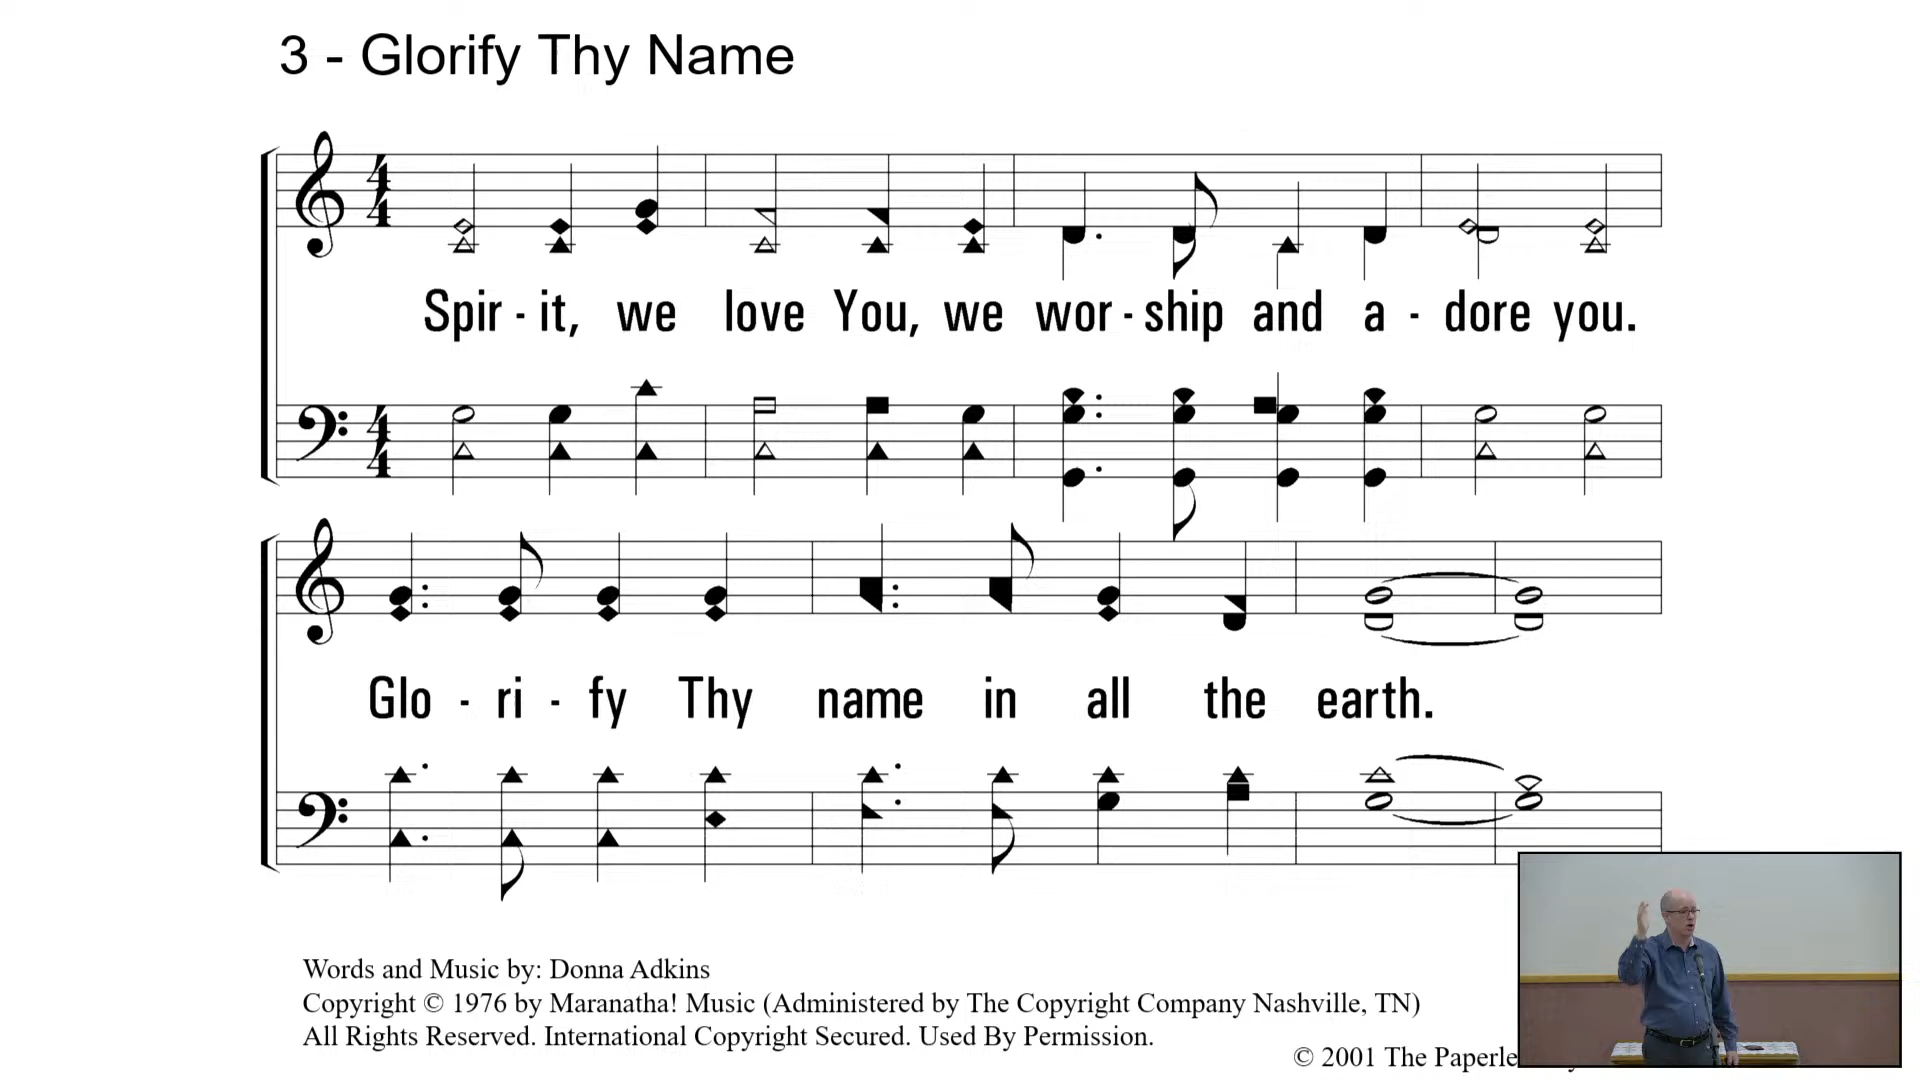 3 - Glorify Thy Name
Spir - it, we love You, we wor - ship and a - dore you.
Glo - ri - fy Thy name in all the earth.
Words and Music by: Donna Adkins
Copyright © 1976 by Maranatha! Music (Administered by The Copyright Company Nashville, TN)
All Rights Reserved. International Copyright Secured. Used By Permission.
© 2001 The